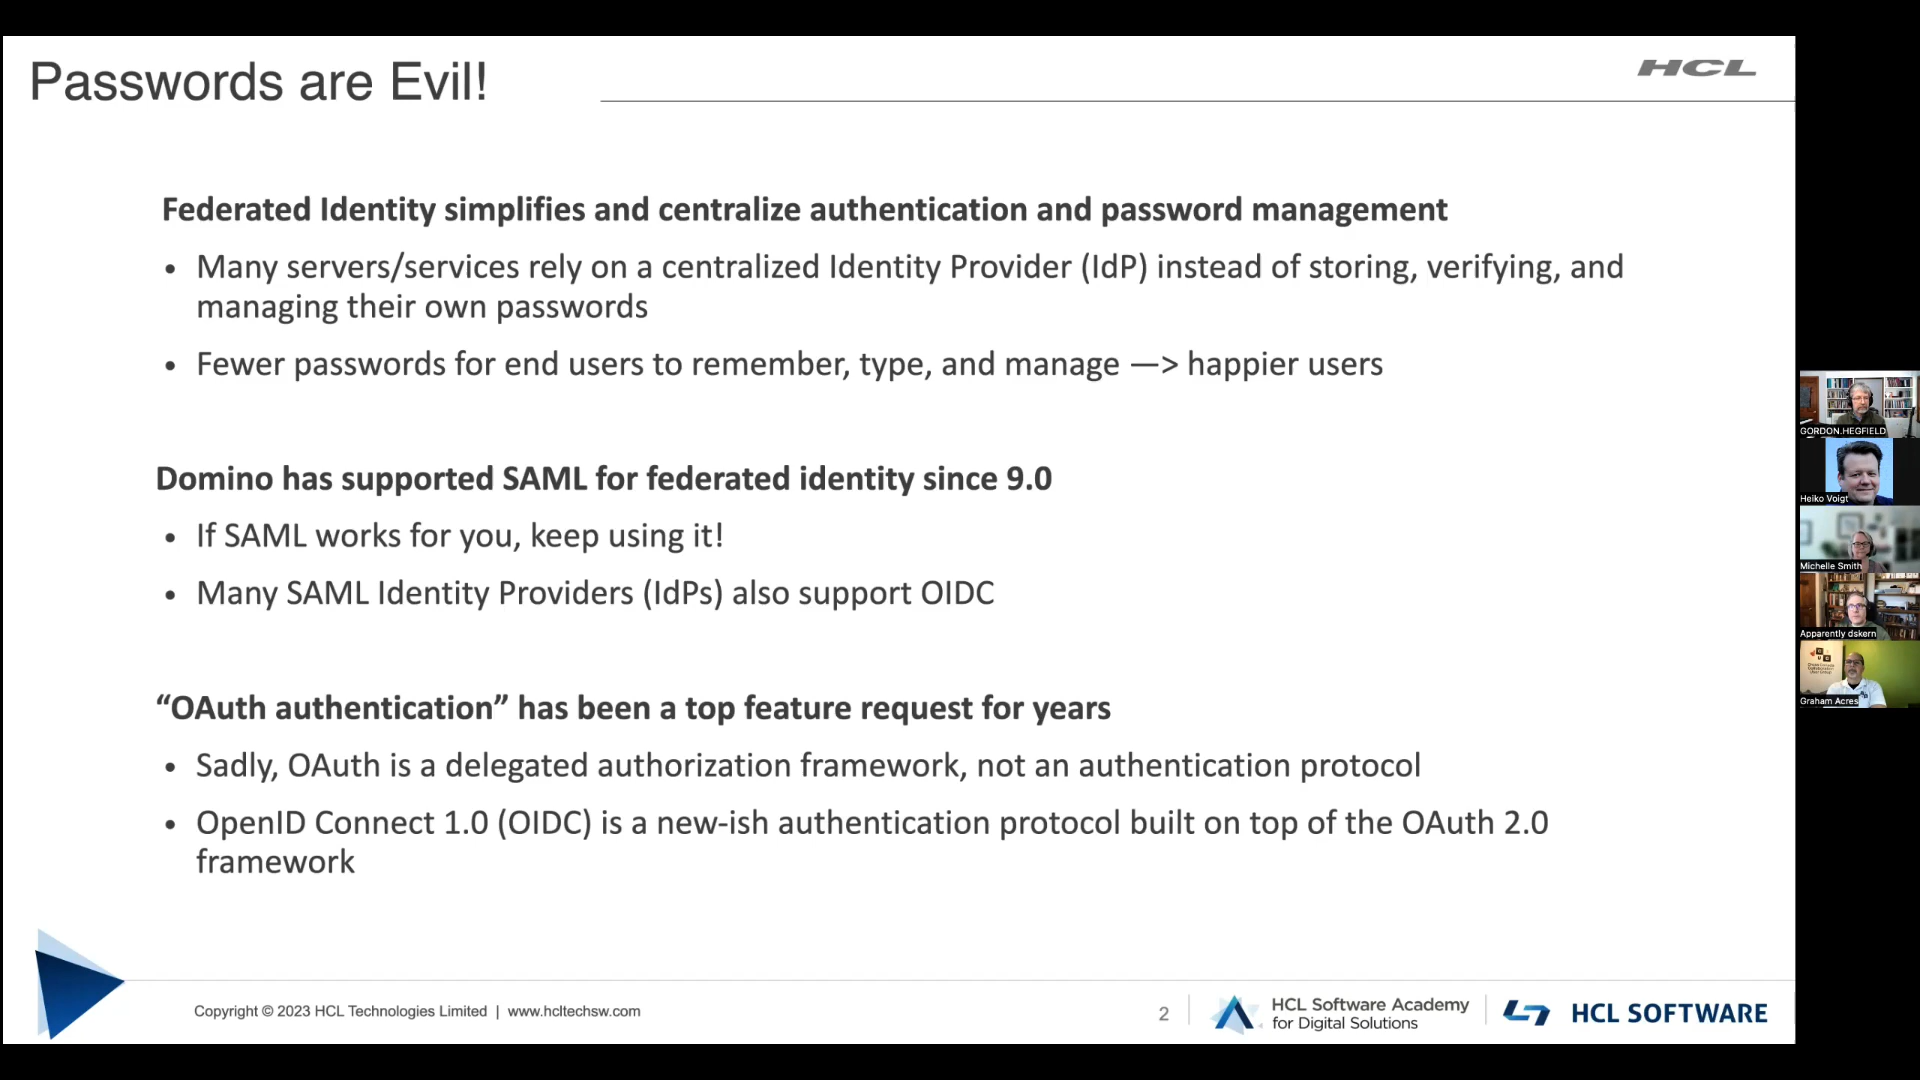 Passwords are Evil!
HCL
Federated Identity simplifies and centralize authentication and password management
• Many servers/services rely on a centralized Identity Provider (IdP) instead of storing, verifying, and
managing their own passwords
• Fewer passwords for end users to remember, type, and manage —> happier users
Domino has supported SAML for federated identity since 9.0
• If SAML works for you, keep using it!
• Many SAML Identity Providers (IdPs) also support OIDC
“OAuth authentication” has been a top feature request for years
• Sadly, OAuth is a delegated authorization framework, not an authentication protocol
• OpenID Connect 1.0 (OIDC) is a new-ish authentication protocol built on top of the OAuth 2.0
framework
Copyright © 2023 HCL Technologies Limited | www.hcltechsw.com
2
HCL Software Academy
for Digital Solutions
HCL SOFTWARE
GORDON.HEGFIELD
Heiko Voigt
Michelle Smith
Apparently dskern
Graham Acres